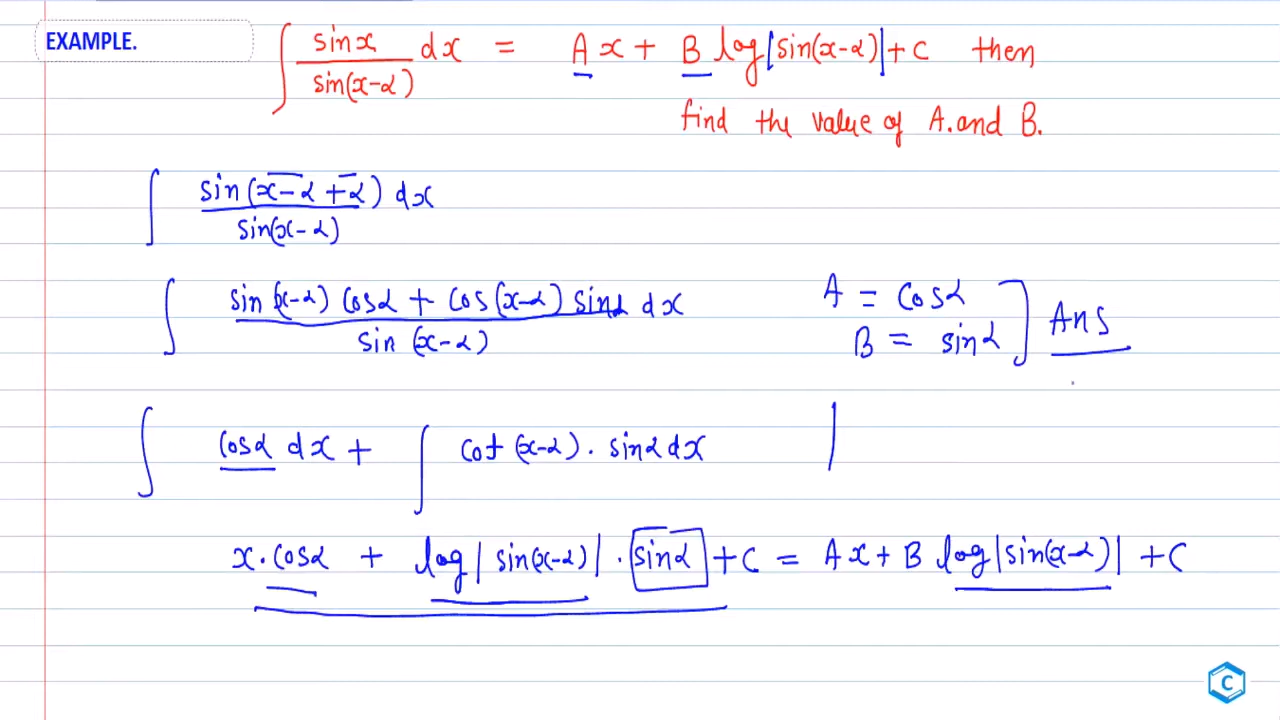 EXAMPLE.
∫ sinx / sin(x-α) dx = Ax + B log|sin(x-α)| + C then
find the value of A. and B.
∫ sin(x-α+α) / sin(x-α) dx
∫ sin(x-α) cosα + cos(x-α) sinα / sin(x-α) dx
A = cosα
B = sinα ] Ans
∫ cosα dx + ∫ cot(x-α). sinα dx
x. cosα + log|sin(x-α)| . sinα + C = Ax + B log|sin(x-α)| + C
C